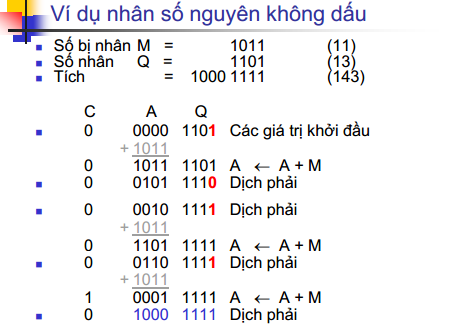 Ví dụ nhân số nguyên không dấu
Số bị nhân M = 1011 (11)
Số nhân Q = 1101 (13)
Tích = 1000 1111 (143)
C A Q
0 0000 1101 Các giá trị khởi đầu
+ 1011
0 1011 1101 A ← A + M
0 0101 1110 Dịch phải
0 0010 1111 Dịch phải
+ 1011
0 1101 1111 A ← A + M
0 0110 1111 Dịch phải
+ 1011
1 0001 1111 A ← A + M
0 1000 1111 Dịch phải